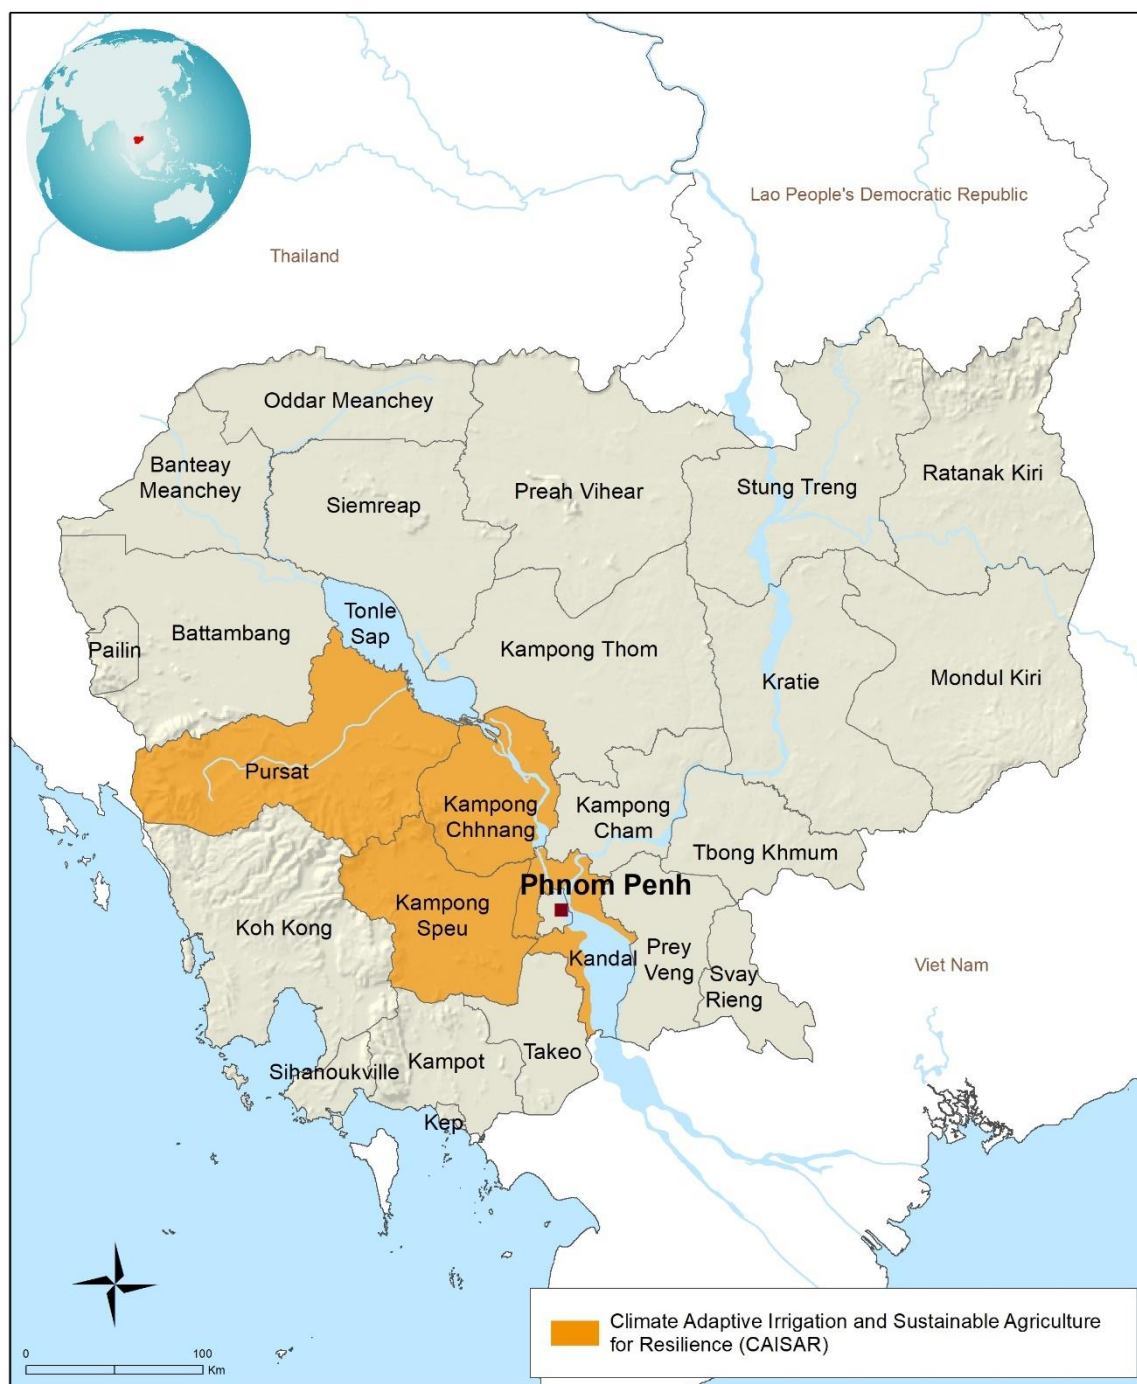 Lao People's Democratic Republic
Thailand
Oddar Meanchey
Banteay
Meanchey
Siemreap
Preah Vihear
Stung Treng
Ratanak Kiri
Tonle
Sap
Battambang
Pailin
Kampong Thom
Kratie
Mondul Kiri
Pursat
Kampong
Chhnang
Kampong
Cham
Tbong Khmum
Phnom Penh
Kampong
Speu
Koh Kong
Kandal
Prey
Veng
Svay
Rieng
Viet Nam
Takeo
Kampot
Sihanoukville
Kep
Climate Adaptive Irrigation and Sustainable Agriculture
for Resilience (CAISAR)
0 100
Km